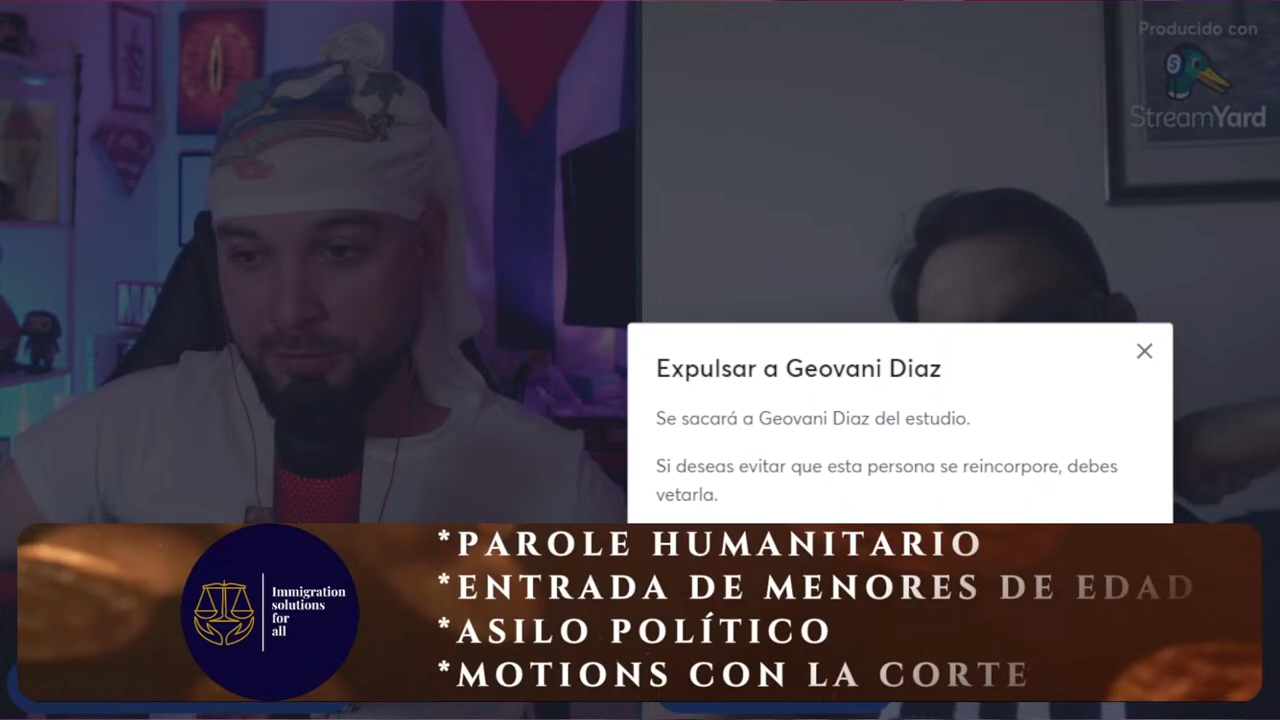 Producido con
StreamYard
Expulsar a Geovani Diaz
Se sacará a Geovani Diaz del estudio.
Si deseas evitar que esta persona se reincorpore, debes
vetarla.
Immigration
solutions
for
all
*PAROLE HUMANITARIO
*ENTRADA DE MENORES DE EDAD
*ASILO POLÍTICO
*MOTIONS CON LA CORTE